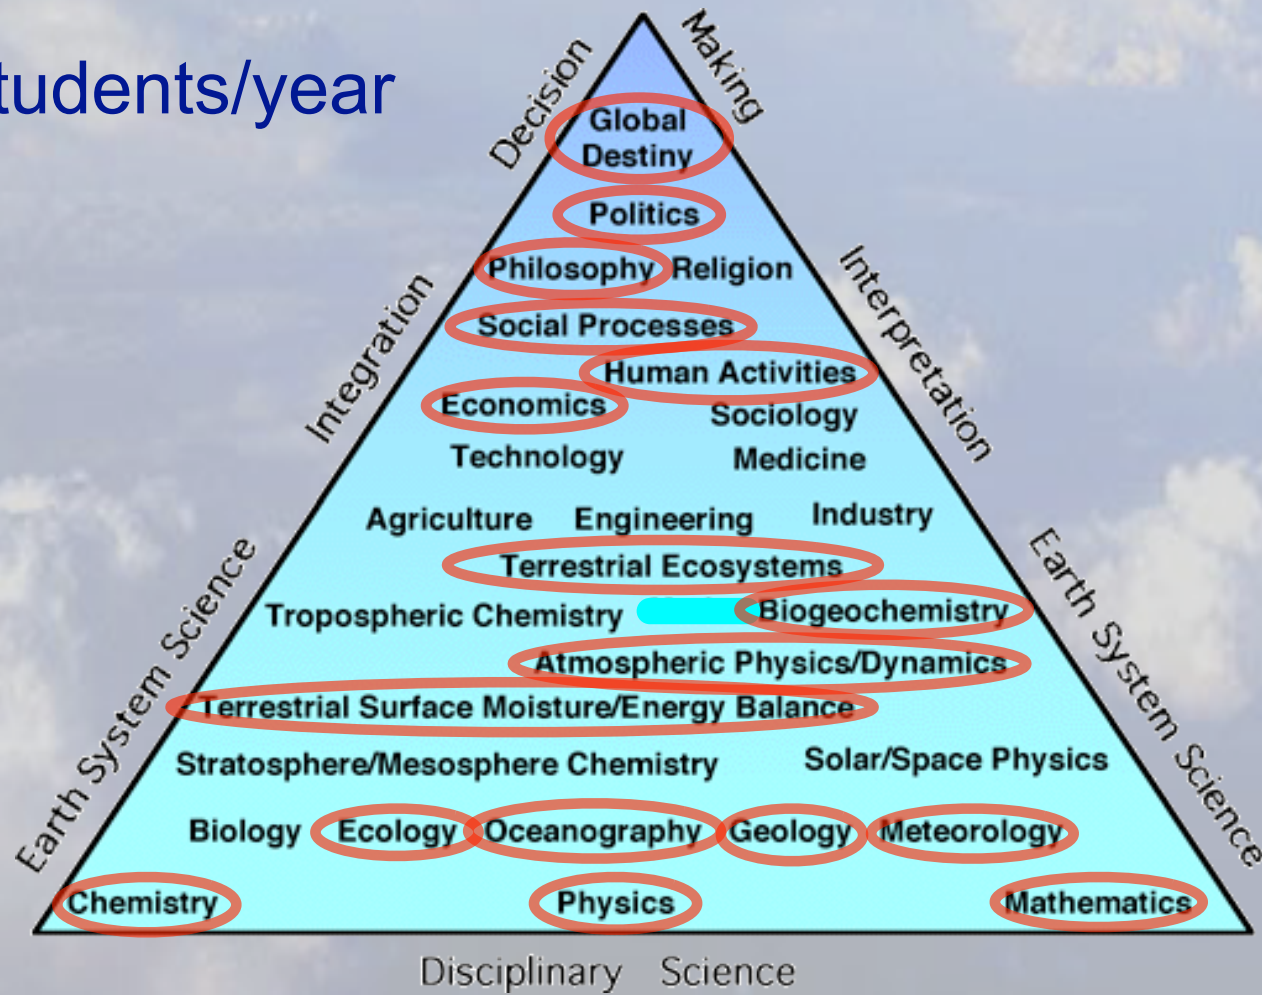 tudents/year
Decision
Making
Global
Destiny
Politics
Philosophy Religion
Social Processes
Human Activities
Economics
Sociology
Technology Medicine
Agriculture Engineering Industry
Terrestrial Ecosystems
Tropospheric Chemistry Biogeochemistry
Atmospheric Physics/Dynamics
Terrestrial Surface Moisture/Energy Balance
Stratosphere/Mesosphere Chemistry Solar/Space Physics
Biology Ecology Oceanography Geology Meteorology
Chemistry Physics Mathematics
Integration
Interpretation
Earth System Science
Earth System Science
Disciplinary Science